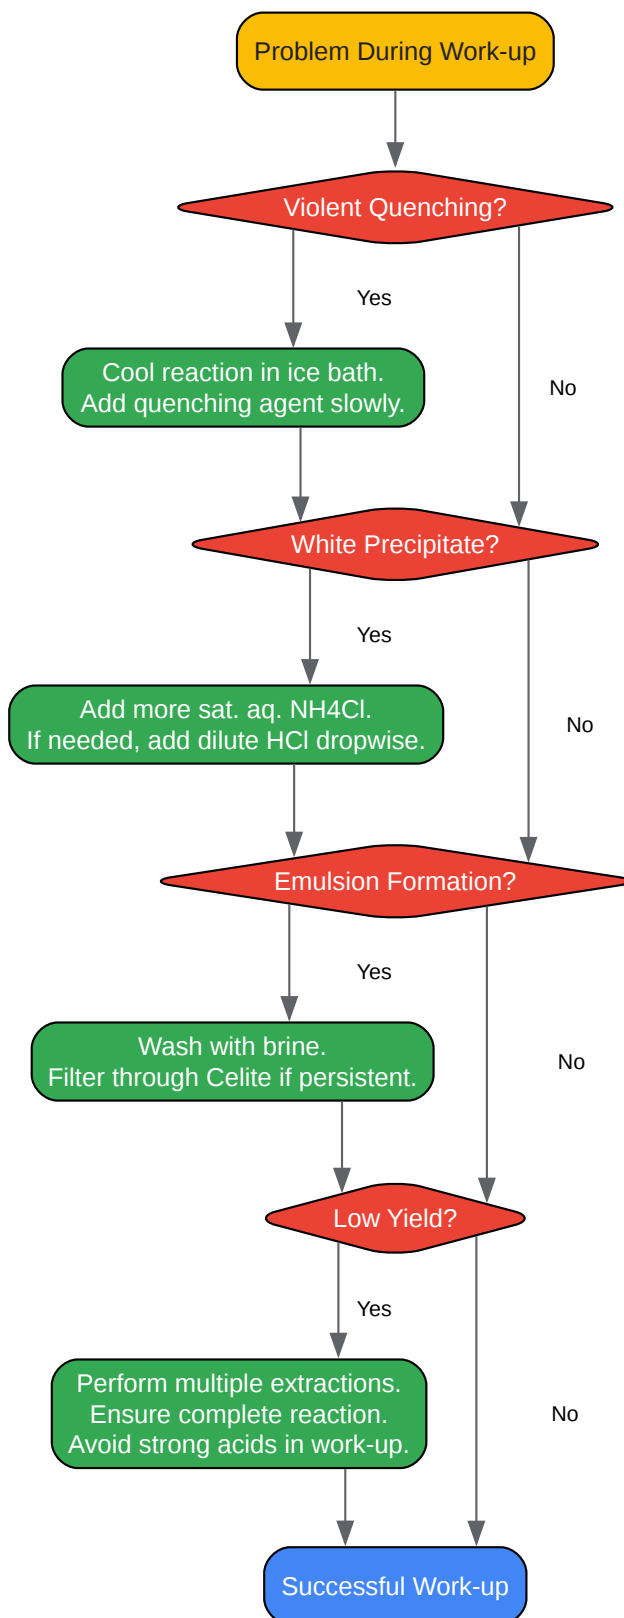 Problem During Work-up
Violent Quenching?
Yes
Cool reaction in ice bath.
Add quenching agent slowly.
No
White Precipitate?
Yes
Add more sat. aq. NH4Cl.
If needed, add dilute HCl dropwise.
No
Emulsion Formation?
Yes
Wash with brine.
Filter through Celite if persistent.
No
Low Yield?
Yes
Perform multiple extractions.
Ensure complete reaction.
Avoid strong acids in work-up.
No
Successful Work-up